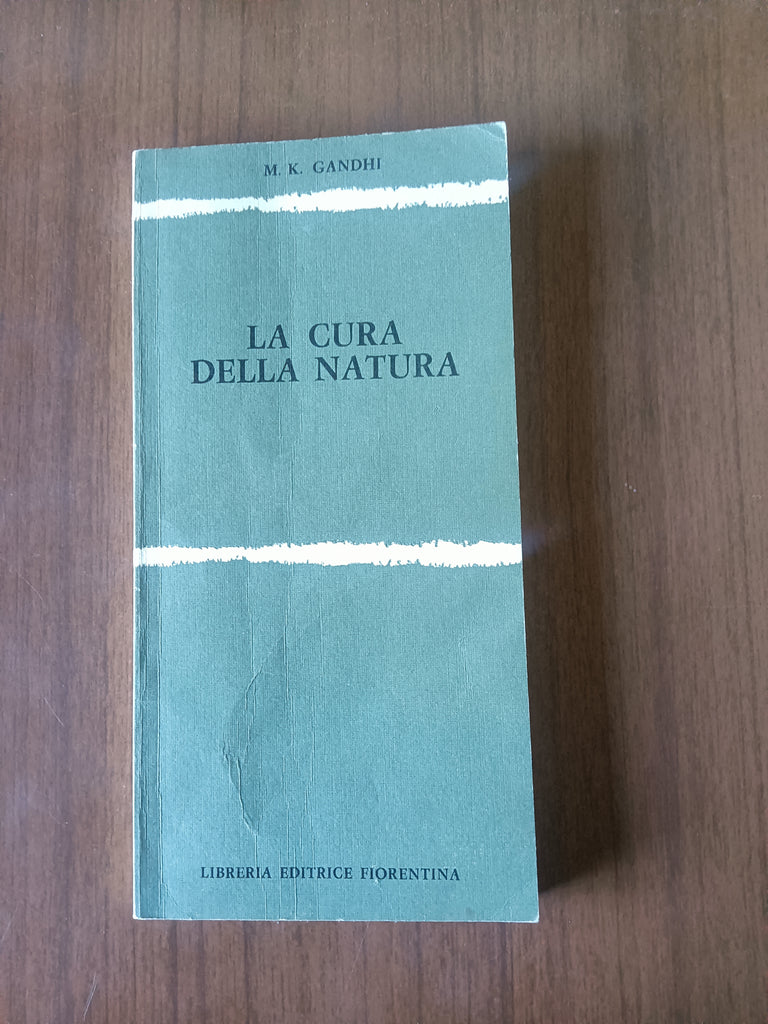 M. K. GANDHI
LA CURA
DELLA NATURA
LIBRERIA EDITRICE FIORENTINA